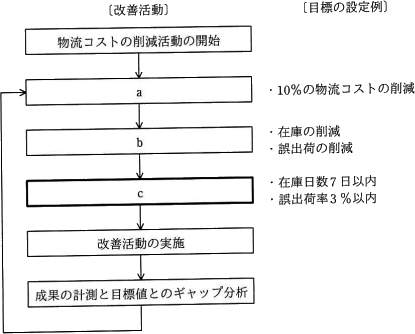 〔改善活動〕 〔目標の設定例〕
物流コストの削減活動の開始
a ・10％の物流コストの削減
・在庫の削減
b ・誤出荷の削減
・在庫日数7日以内
c ・誤出荷率3％以内
改善活動の実施
成果の計測と目標値とのギャップ分析